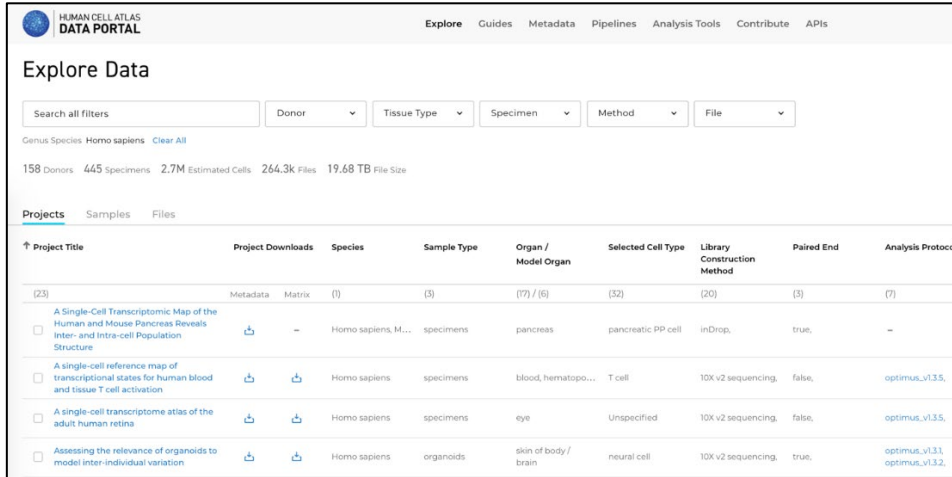 HUMAN CELL ATLAS
DATA PORTAL
Explore Guides Metadata Pipelines Analysis Tools Contribute APIs
Explore Data
Search all filters Donor Tissue Type Specimen Method File
Genus Species Homo sapiens Clear All
158 Donors 445 Specimens 2.7M Estimated Cells 264.3k Files 19.68 TB File Size
Projects Samples Files
↑ Project Title Project Downloads Species Sample Type Organ / Selected Cell Type Library Paired End Analysis Protoc
Model Organ Construction
Method
(23) Metadata Matrix (1) (3) (17) / (6) (32) (20) (3) (7)
A Single-Cell Transcriptomic Map of the
Human and Mouse Pancreas Reveals
Inter- and Intra-cell Population
Structure
– Homo sapiens, M... specimens pancreas pancreatic PP cell inDrop, true, –
A single-cell reference map of
transcriptional states for human blood
and tissue T cell activation
Homo sapiens specimens blood, hematopo... T cell 10X v2 sequencing, false, optimus_v1.3.5,
A single-cell transcriptome atlas of the
adult human retina
Homo sapiens specimens eye Unspecified 10X v2 sequencing, false, optimus_v1.3.5,
Assessing the relevance of organoids to
model inter-individual variation
Homo sapiens organoids skin of body / neural cell 10X v2 sequencing, true, optimus_v1.3.1,
brain optimus_v1.3.2,